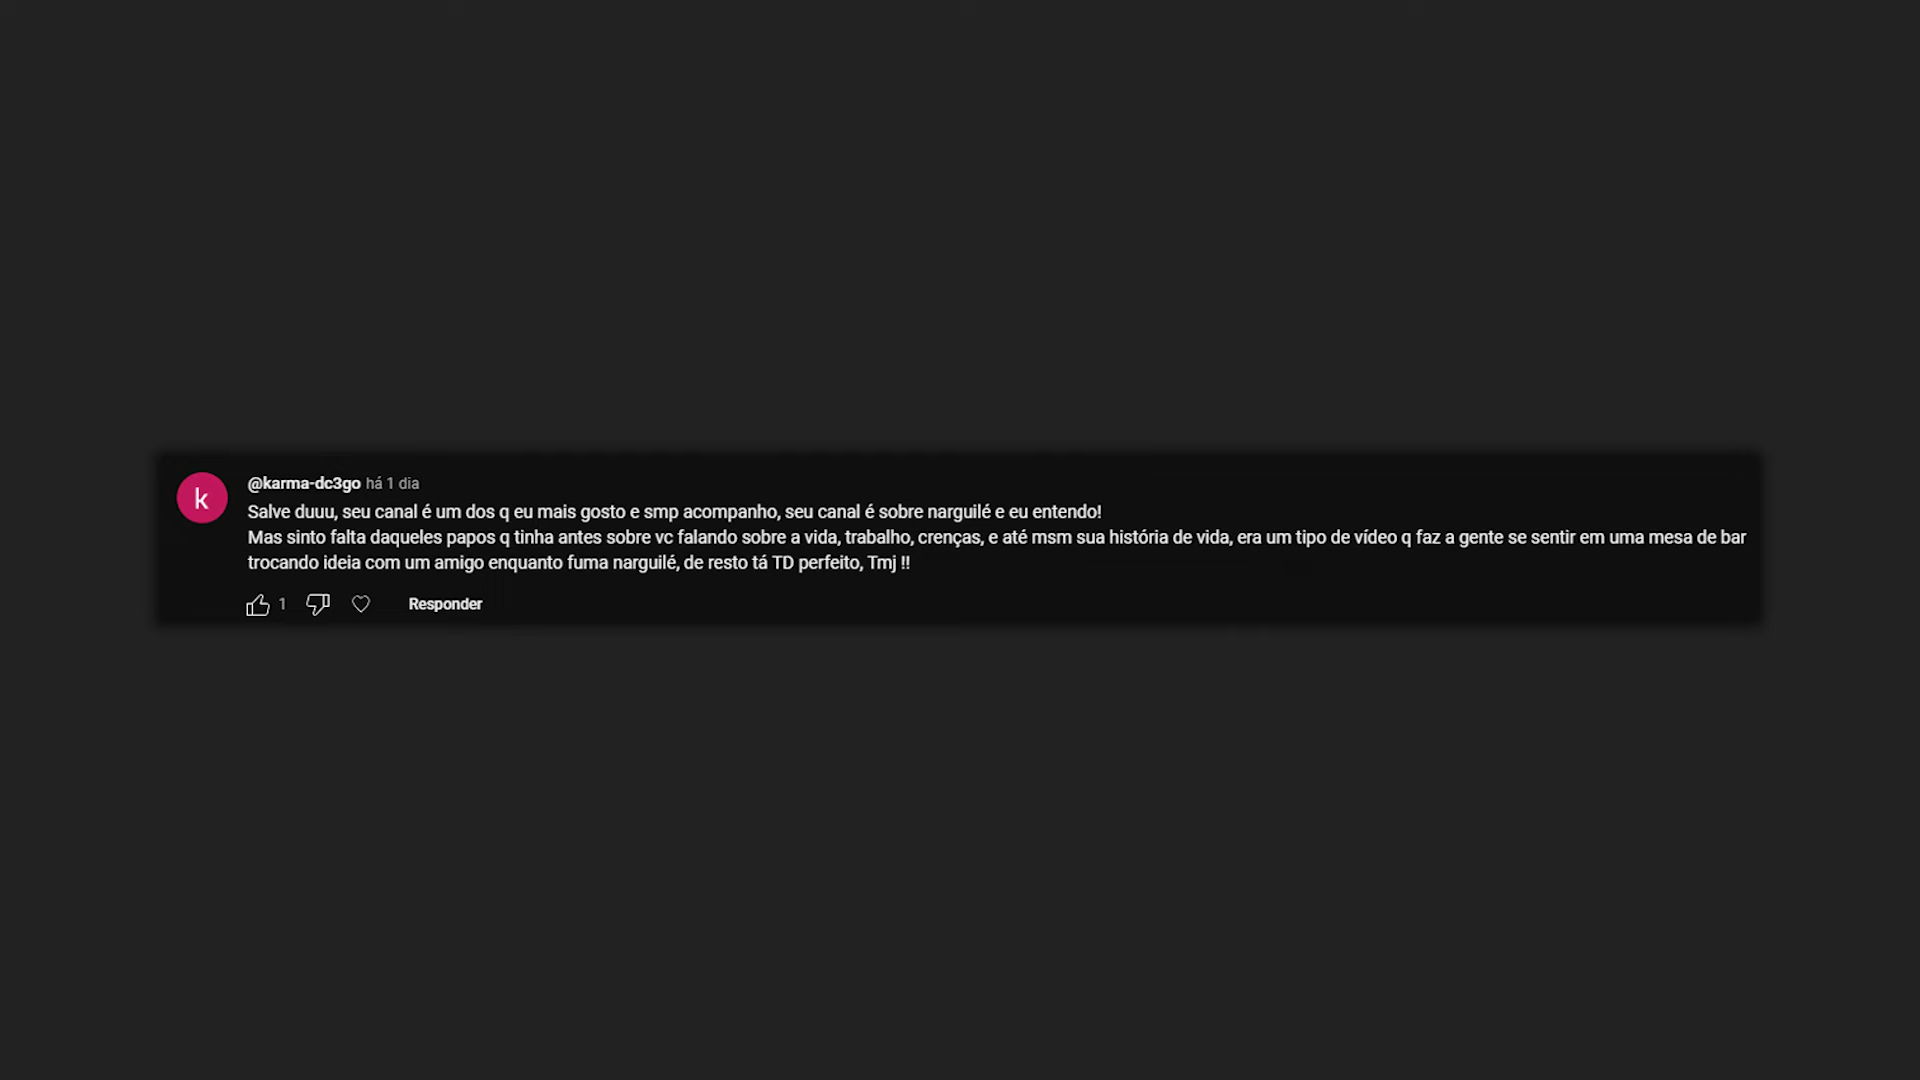 k
@karma-dc3go há 1 dia
Salve duuu, seu canal é um dos q eu mais gosto e smp acompanho, seu canal é sobre narguilé e eu entendo!
Mas sinto falta daqueles papos q tinha antes sobre vc falando sobre a vida, trabalho, crenças, e até msm sua história de vida, era um tipo de vídeo q faz a gente se sentir em uma mesa de bar
trocando ideia com um amigo enquanto fuma narguilé, de resto tá TD perfeito, Tmj !!
1 Responder